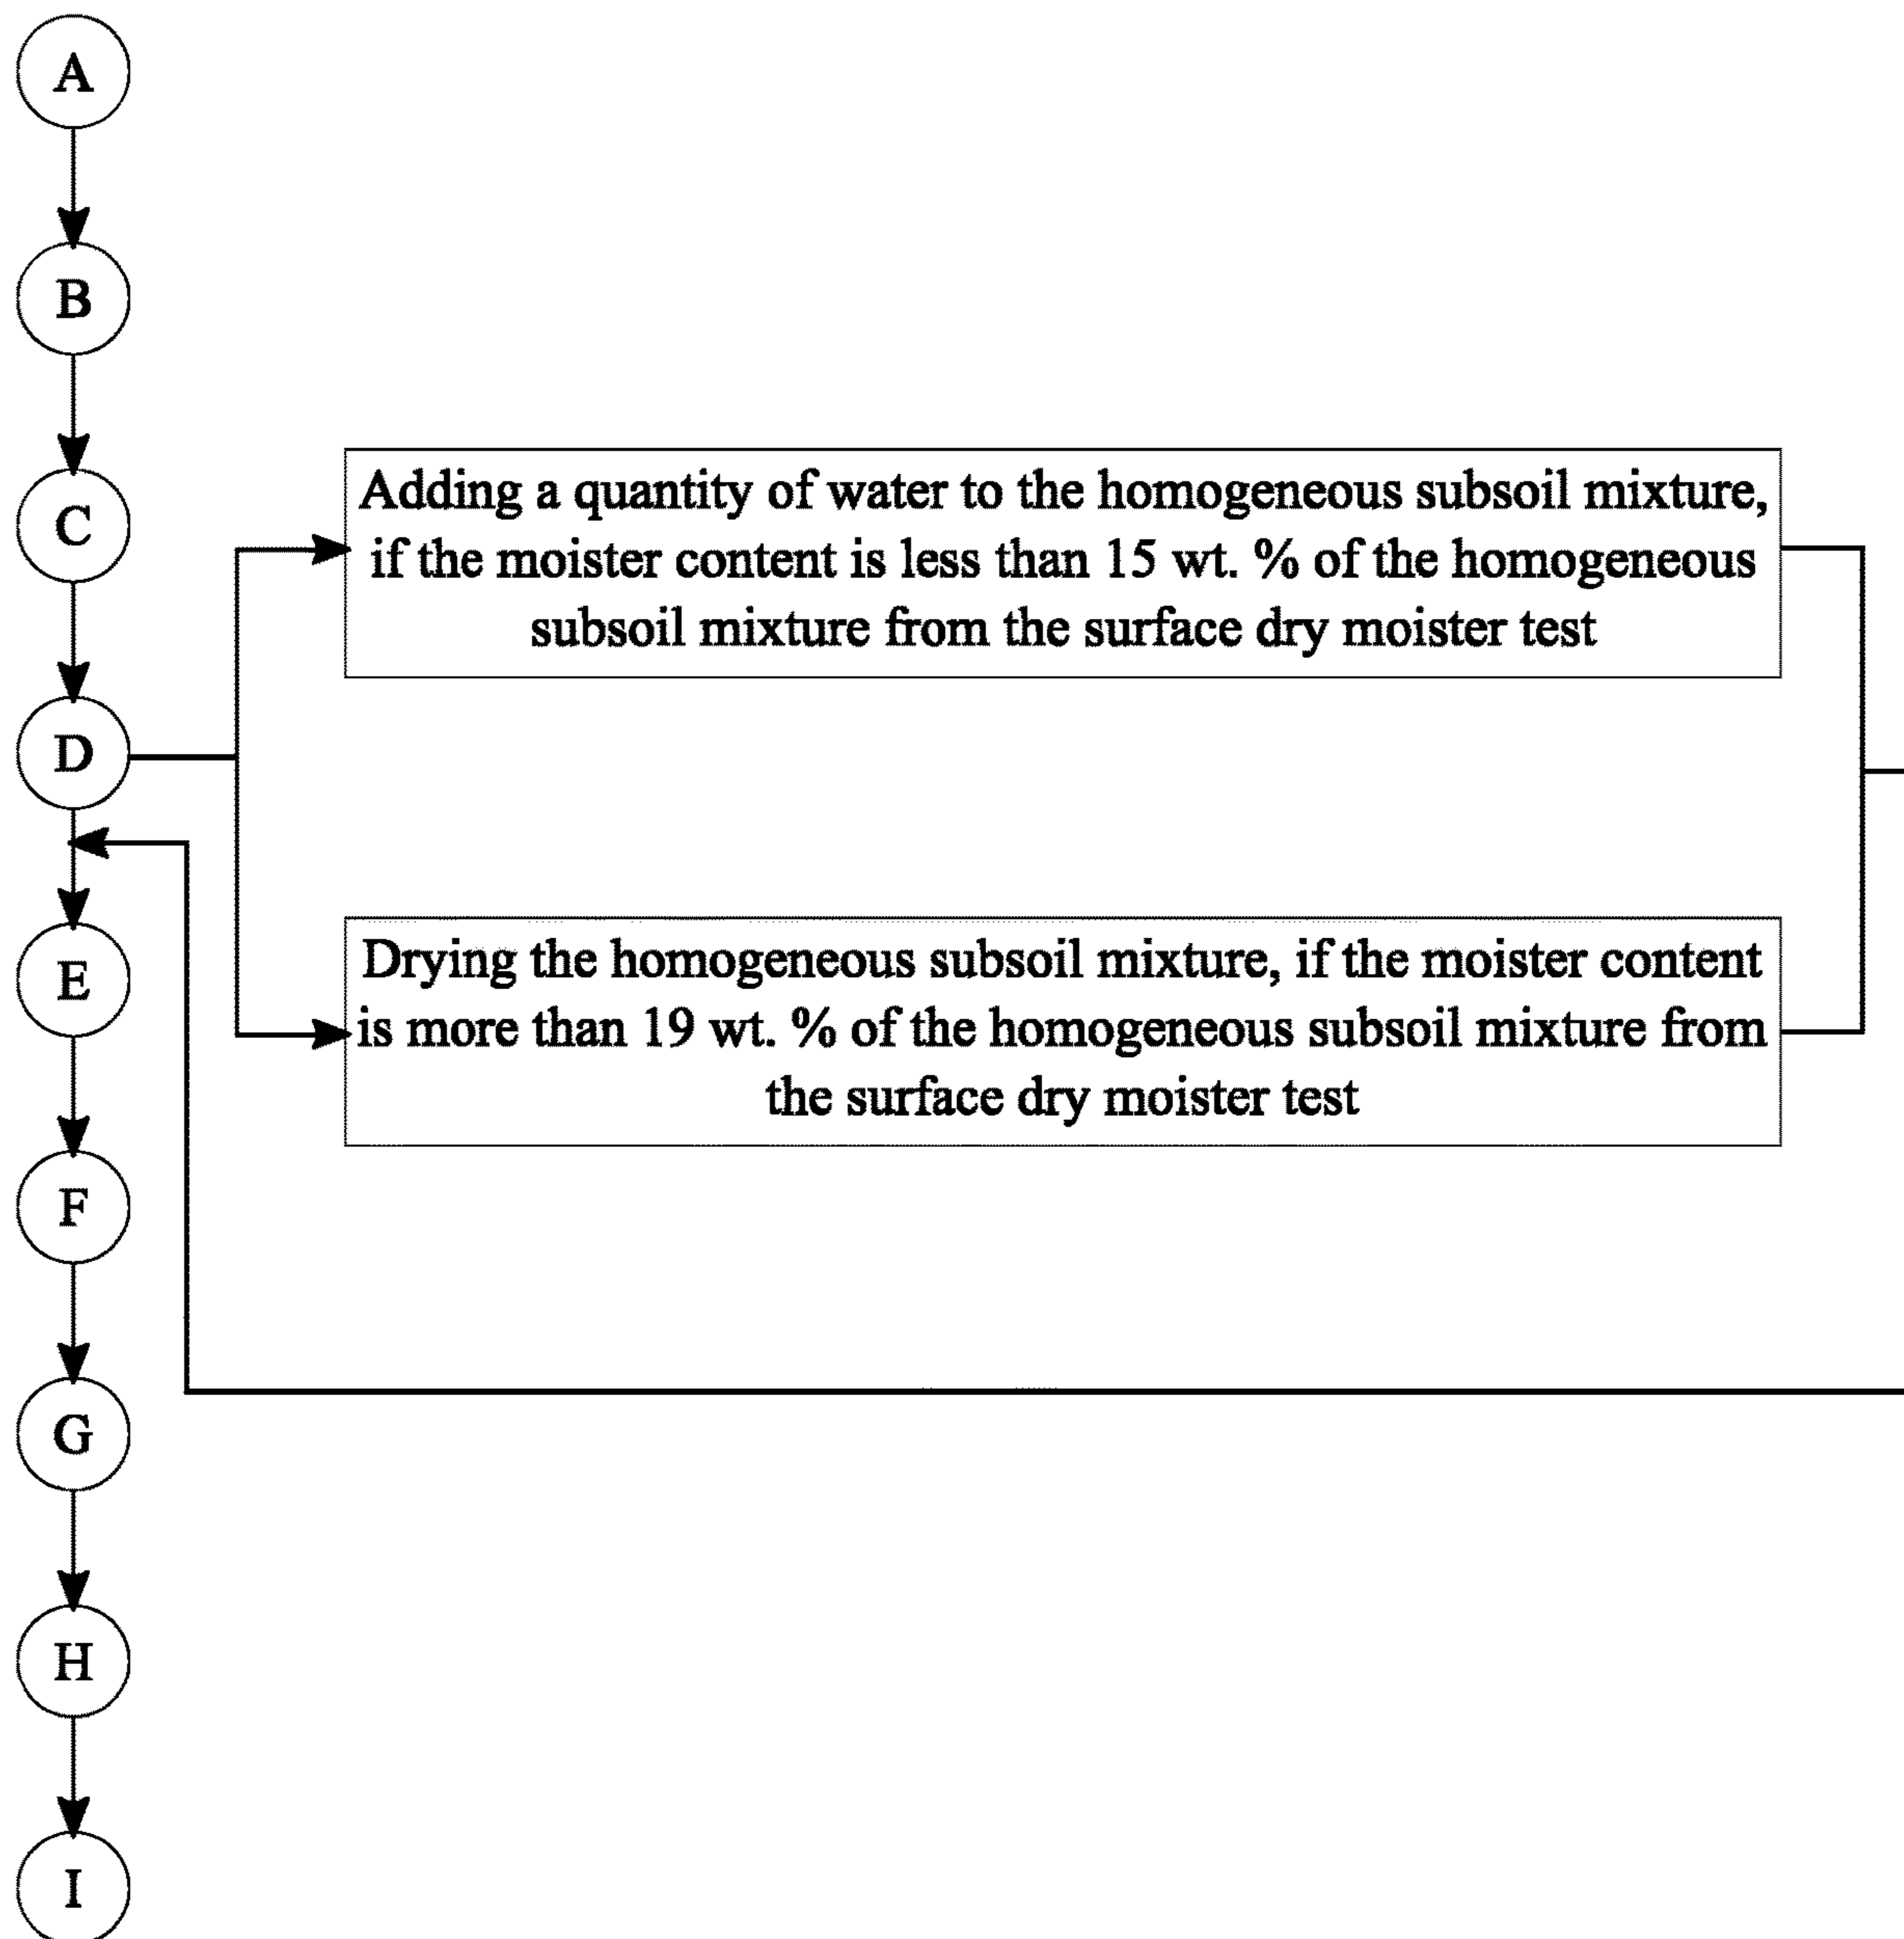 A
B
C
D
E
F
G
H
I
Adding a quantity of water to the homogeneous subsoil mixture,
if the moister content is less than 15 wt. % of the homogeneous
subsoil mixture from the surface dry moister test
Drying the homogeneous subsoil mixture, if the moister content
is more than 19 wt. % of the homogeneous subsoil mixture from
the surface dry moister test